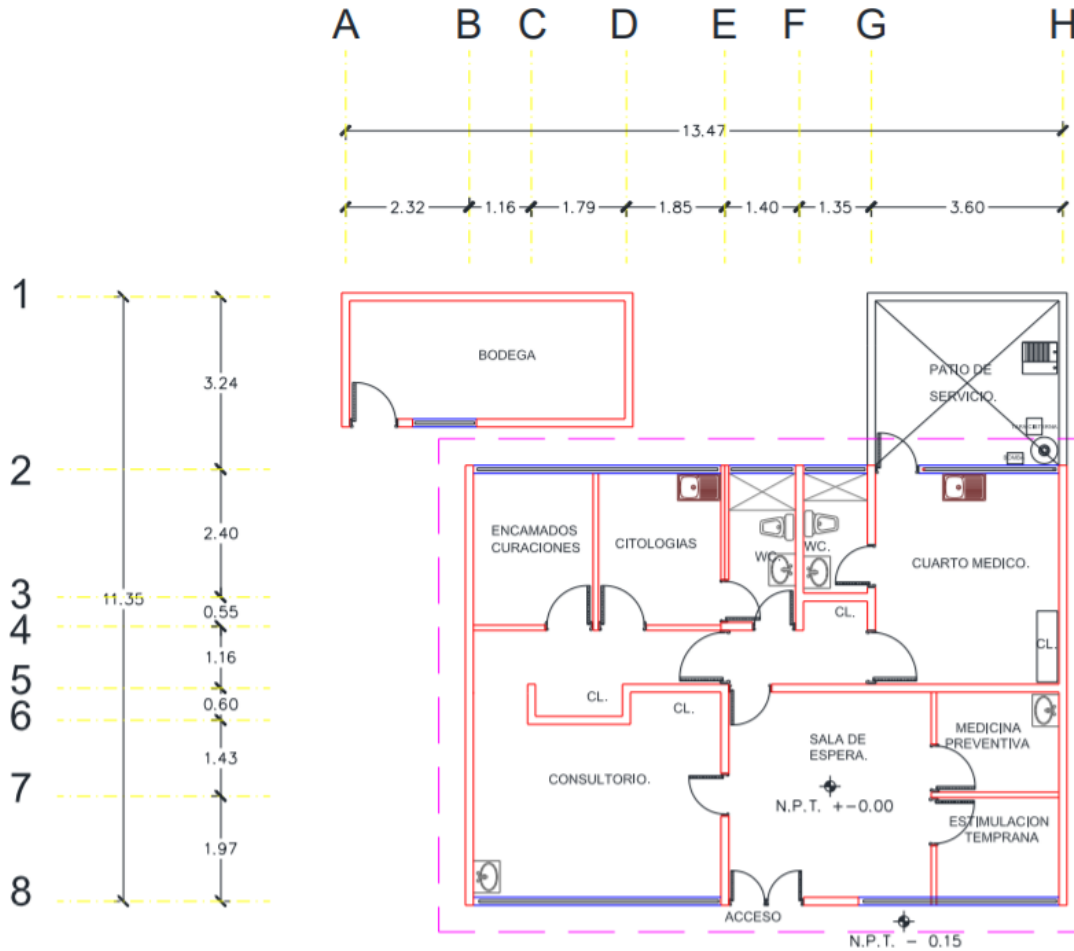 A B C D E F G H
13.47
2.32 1.16 1.79 1.85 1.40 1.35 3.60
1
2
3
4
5
6
7
8
11.35
3.24
2.40
0.55
1.16
0.60
1.43
1.97
BODEGA
PATIO DE
SERVICIO.
ENCAMADOS
CURACIONES
CITOLOGIAS
WC.
WC.
CUARTO MEDICO.
CL.
CL.
CL.
CL.
CONSULTORIO.
SALA DE
ESPERA.
N.P.T. +-0.00
MEDICINA
PREVENTIVA
ESTIMULACION
TEMPRANA
ACCESO
N.P.T. - 0.15